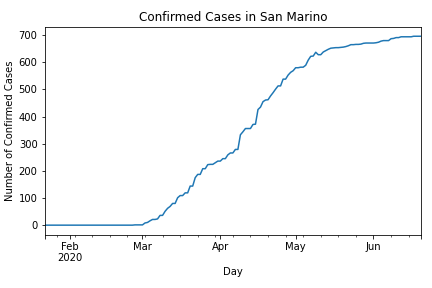 Confirmed Cases in San Marino
Number of Confirmed Cases
700
600
500
400
300
200
100
0
Feb Mar Apr May Jun
2020
Day